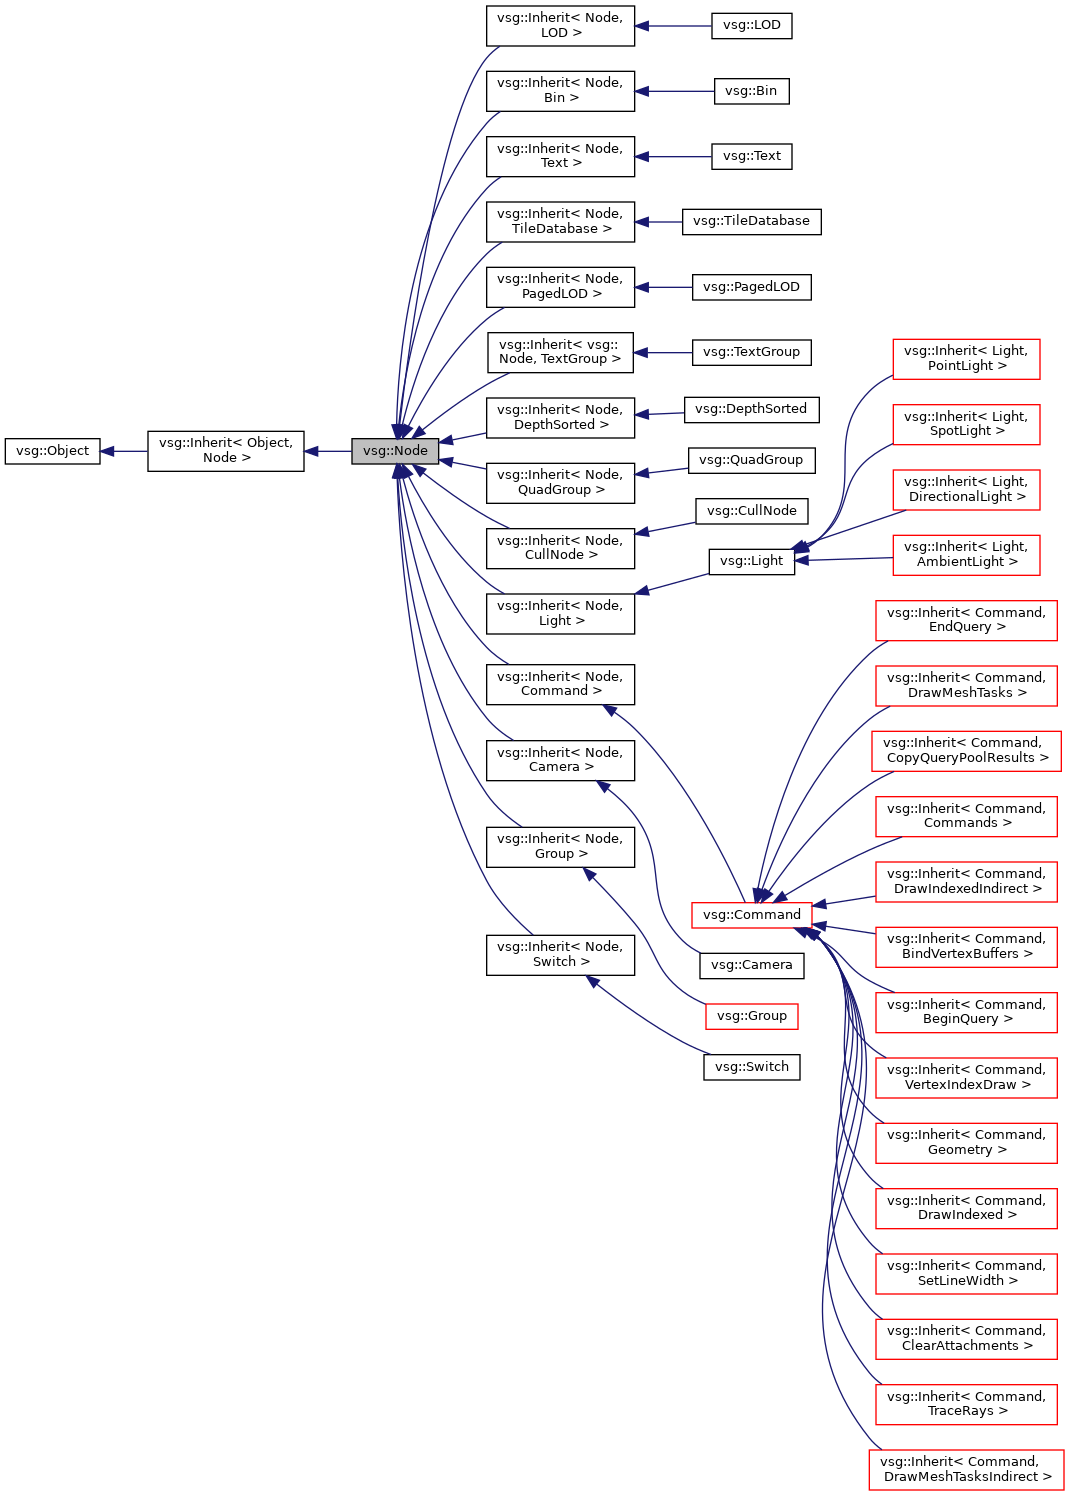 vsg::Object
vsg::Inherit< Object,
Node >
vsg::Node
vsg::Inherit< Node,
LOD >
vsg::LOD
vsg::Inherit< Node,
Bin >
vsg::Bin
vsg::Inherit< Node,
Text >
vsg::Text
vsg::Inherit< Node,
TileDatabase >
vsg::TileDatabase
vsg::Inherit< Node,
PagedLOD >
vsg::PagedLOD
vsg::Inherit< vsg::
Node, TextGroup >
vsg::TextGroup
vsg::Inherit< Node,
DepthSorted >
vsg::DepthSorted
vsg::Inherit< Node,
QuadGroup >
vsg::QuadGroup
vsg::Inherit< Node,
CullNode >
vsg::CullNode
vsg::Inherit< Node,
Light >
vsg::Light
vsg::Inherit< Light,
PointLight >
vsg::Inherit< Light,
SpotLight >
vsg::Inherit< Light,
DirectionalLight >
vsg::Inherit< Light,
AmbientLight >
vsg::Inherit< Node,
Command >
vsg::Command
vsg::Inherit< Command,
EndQuery >
vsg::Inherit< Command,
DrawMeshTasks >
vsg::Inherit< Command,
CopyQueryPoolResults >
vsg::Inherit< Command,
Commands >
vsg::Inherit< Command,
DrawIndexedIndirect >
vsg::Inherit< Command,
BindVertexBuffers >
vsg::Inherit< Command,
BeginQuery >
vsg::Inherit< Command,
VertexIndexDraw >
vsg::Inherit< Command,
Geometry >
vsg::Inherit< Command,
DrawIndexed >
vsg::Inherit< Command,
SetLineWidth >
vsg::Inherit< Command,
ClearAttachments >
vsg::Inherit< Command,
TraceRays >
vsg::Inherit< Command,
DrawMeshTasksIndirect >
vsg::Inherit< Node,
Camera >
vsg::Camera
vsg::Inherit< Node,
Group >
vsg::Group
vsg::Inherit< Node,
Switch >
vsg::Switch